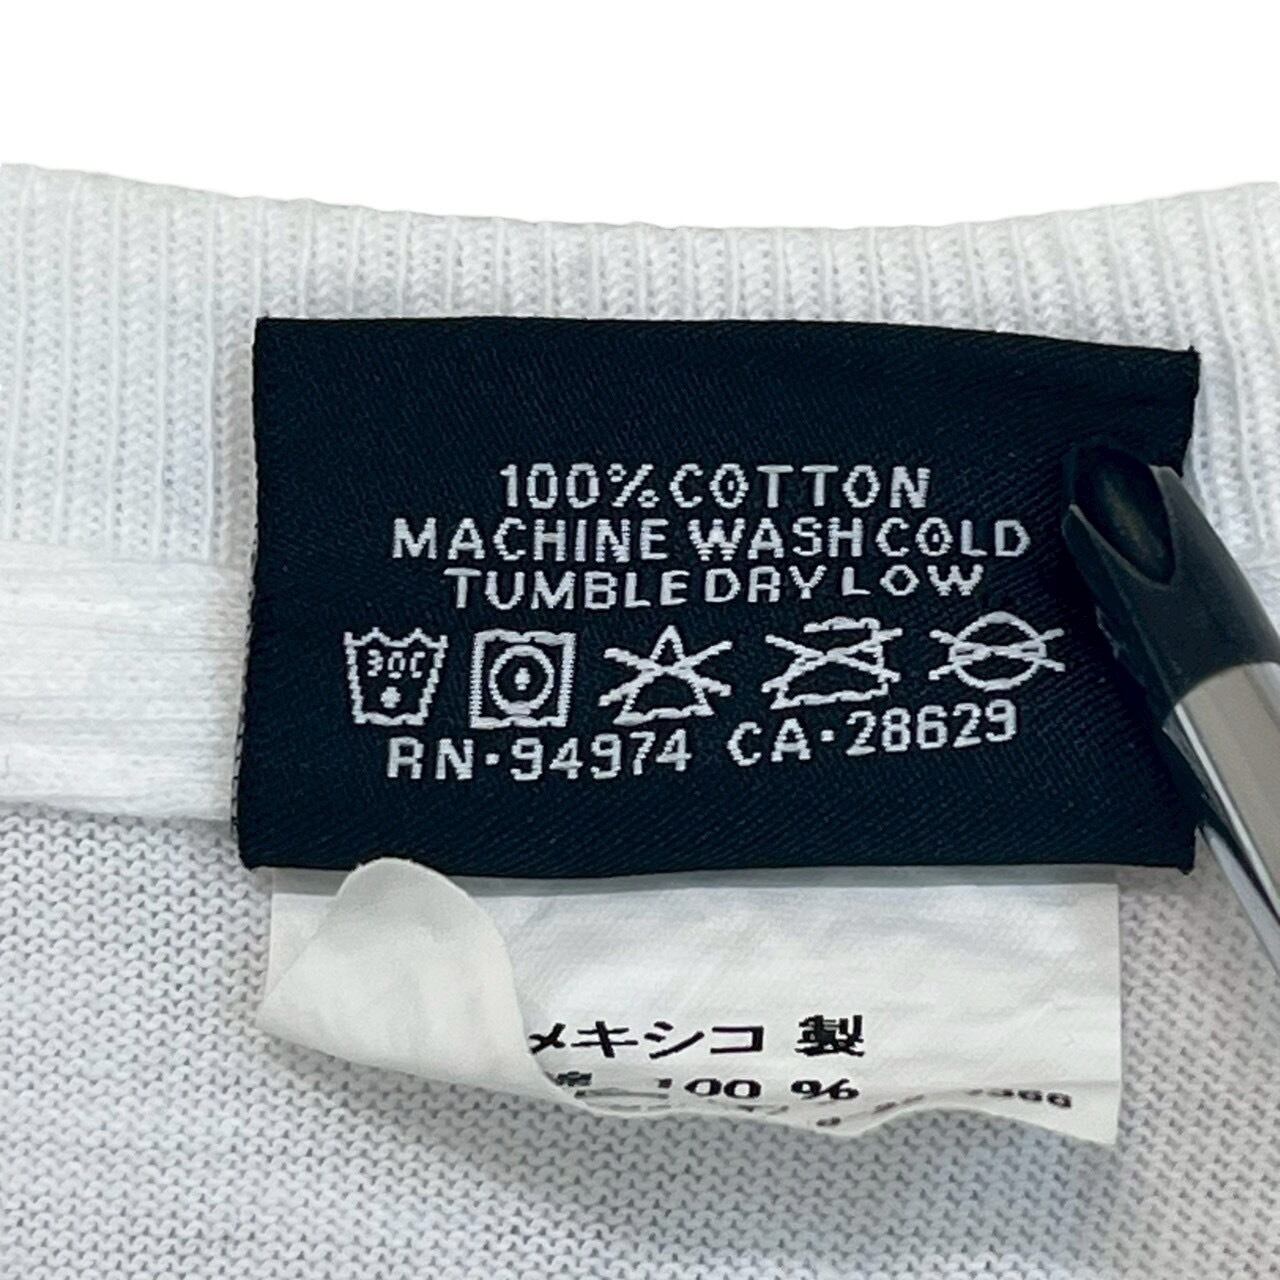 100% COTTON
MACHINE WASH COLD
TUMBLE DRY LOW
30C
RN·94974 CA·28629
メキシコ 製
綿 100 %